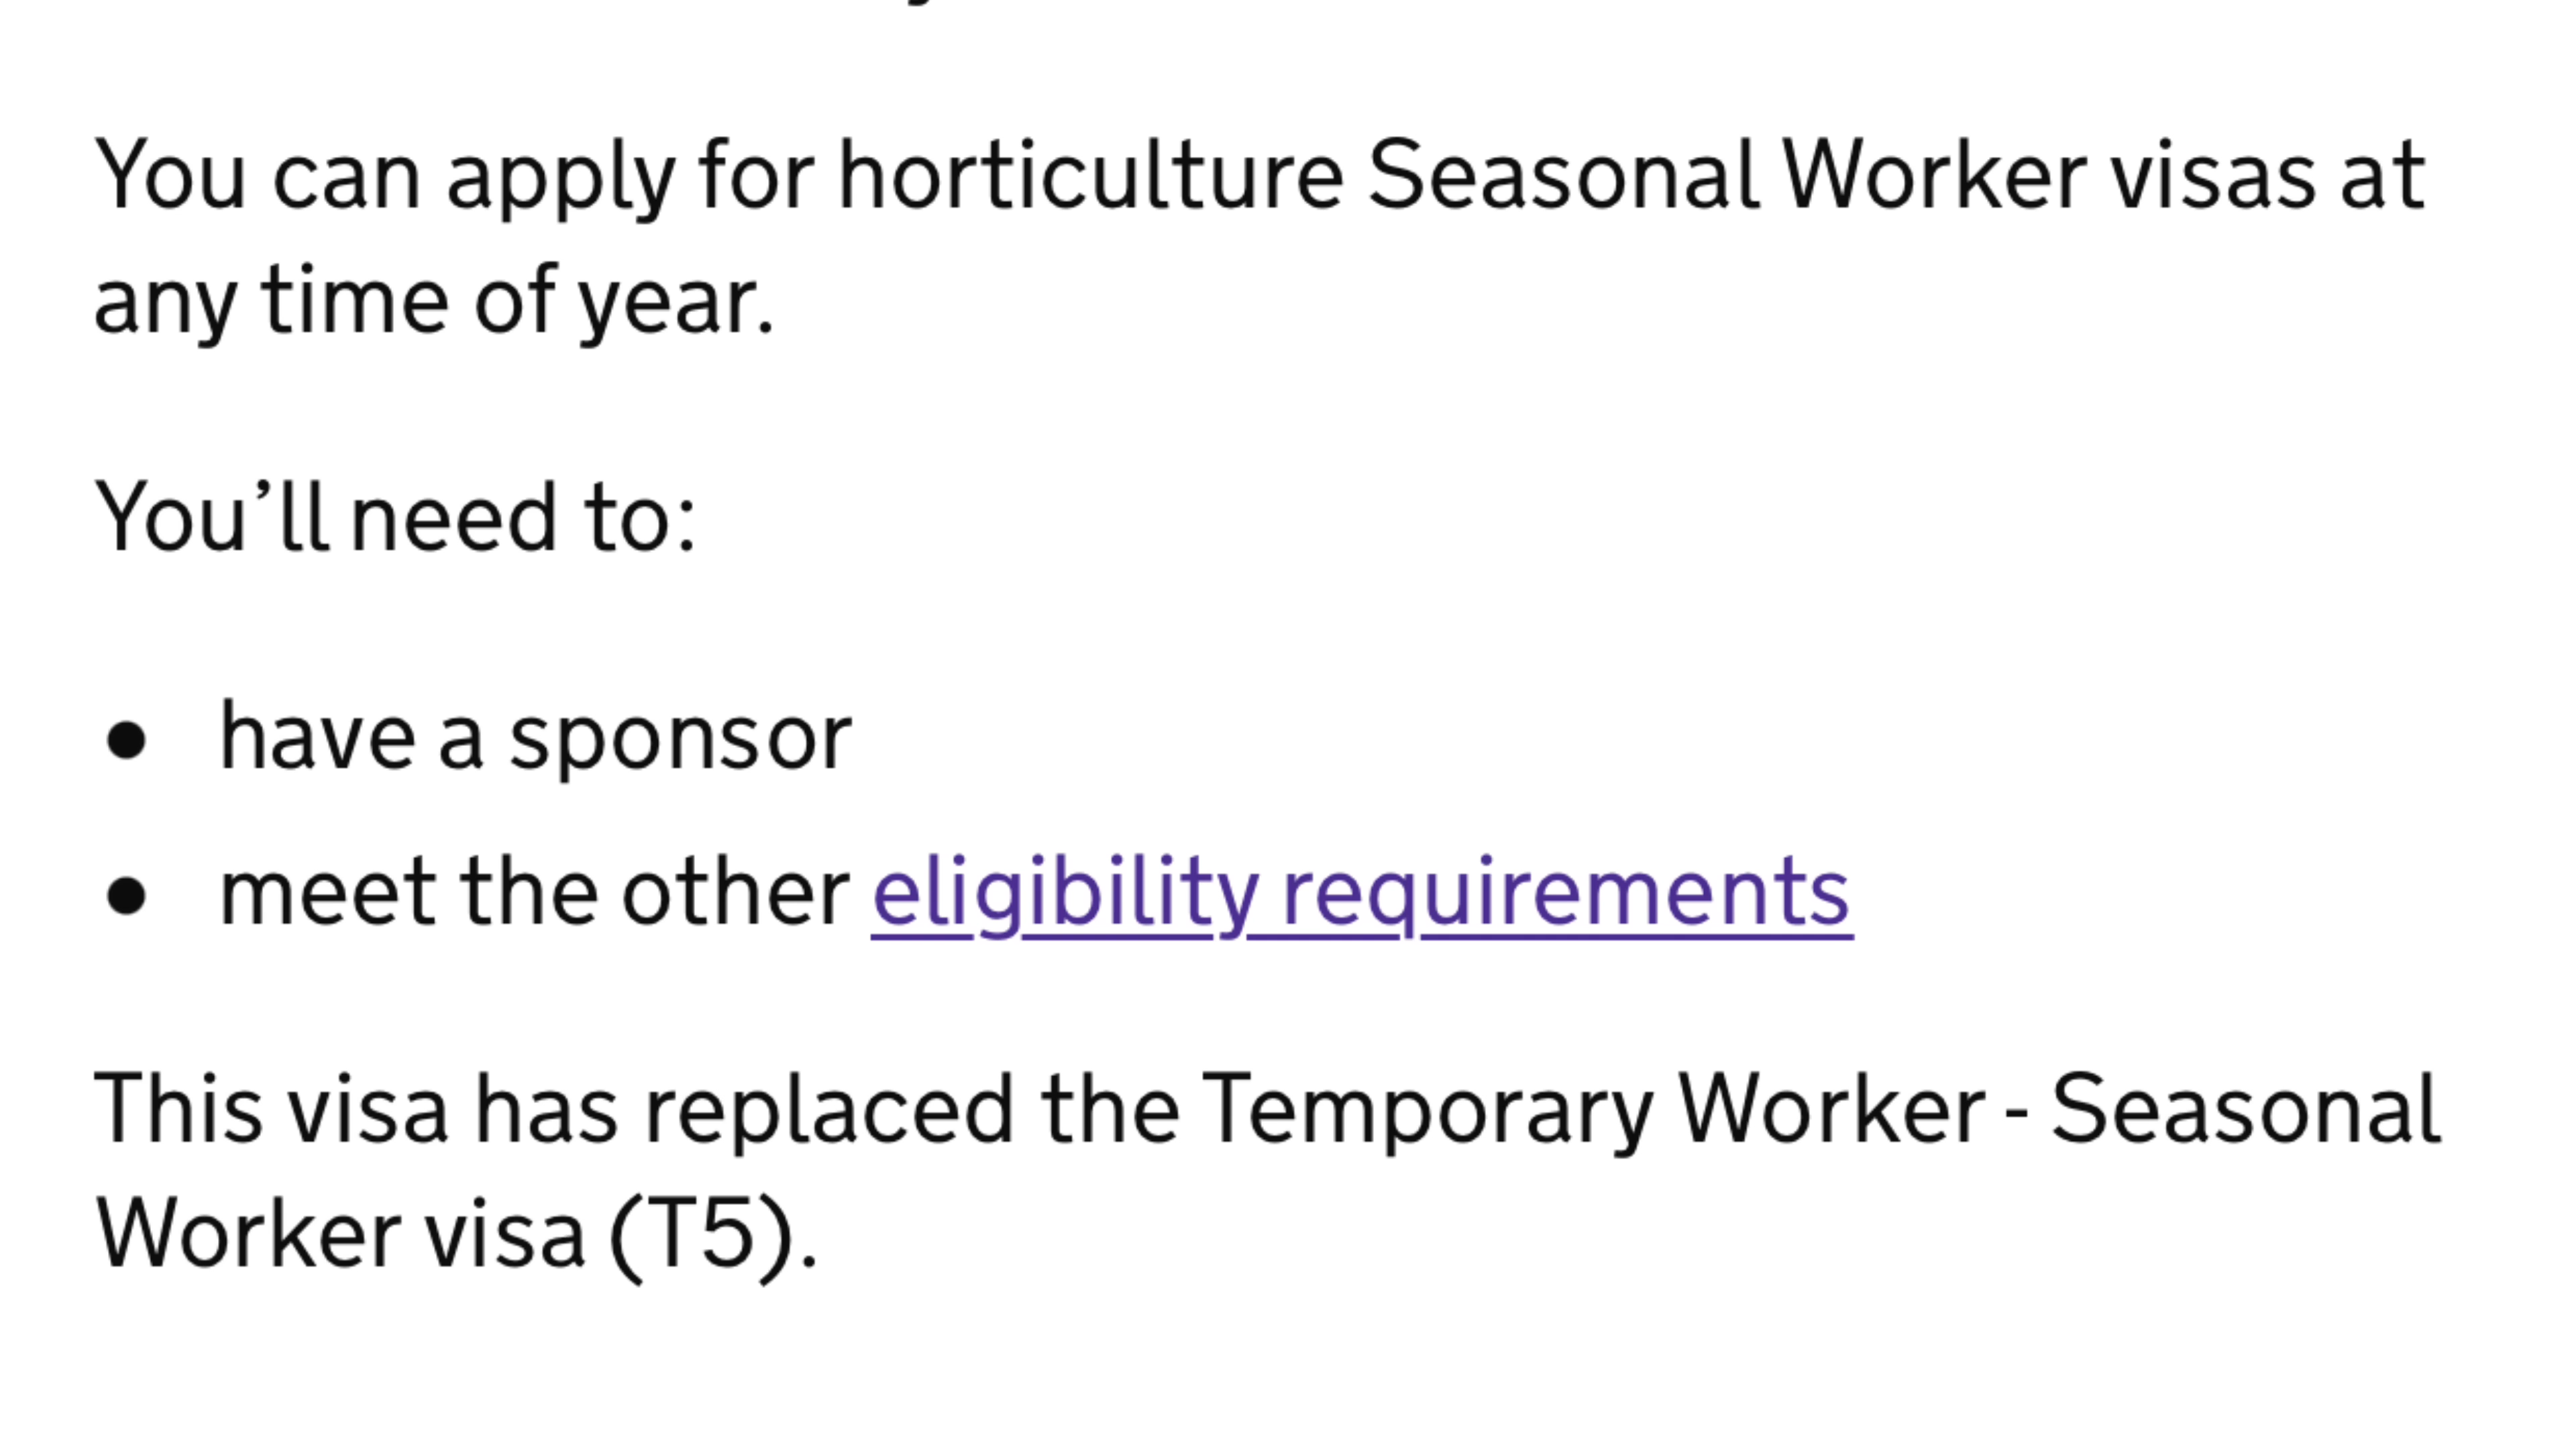 You can apply for horticulture Seasonal Worker visas at
any time of year.
You’ll need to:
• have a sponsor
• meet the other eligibility requirements
This visa has replaced the Temporary Worker - Seasonal
Worker visa (T5).